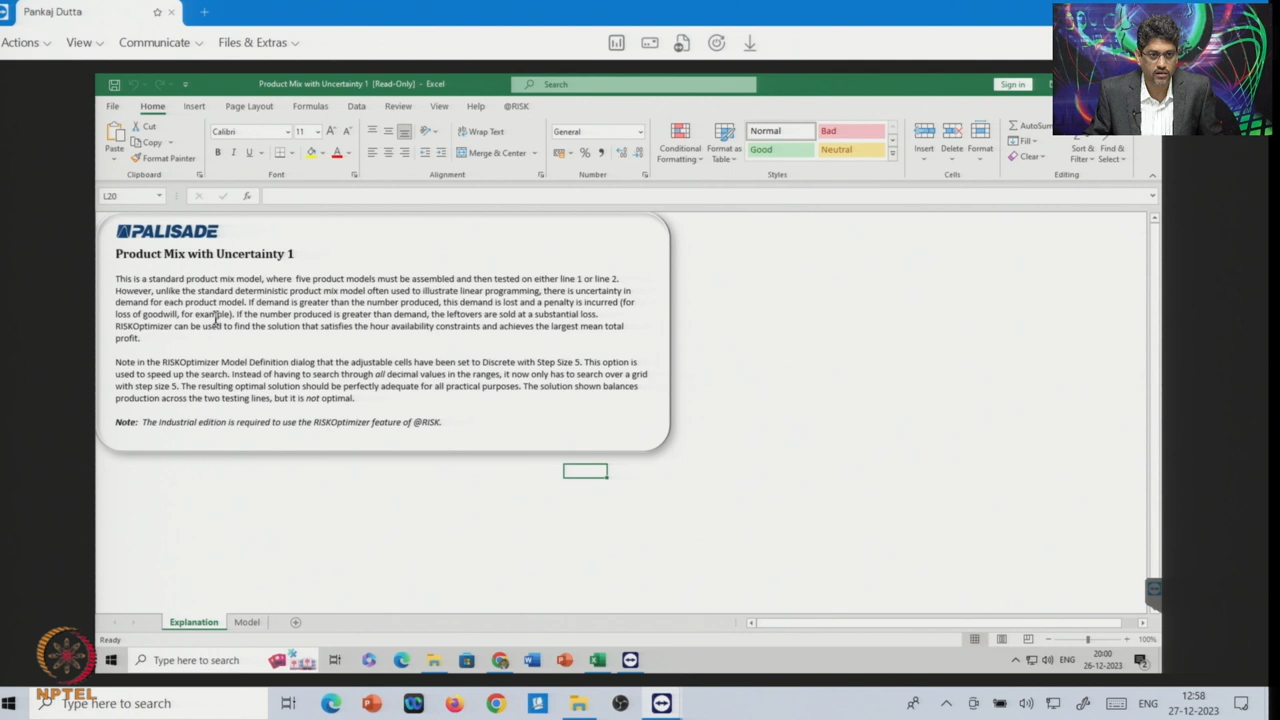 Pankaj Dutta
Actions View Communicate Files & Extras
Product Mix with Uncertainty 1 [Read-Only] - Excel Search Sign in
File Home Insert Page Layout Formulas Data Review View Help @RISK
Cut
Copy
Format Painter
Paste
Clipboard
Calibri 11
B I U
Font
Wrap Text
Merge & Center
Alignment
General
Number
Conditional Formatting
Format as Table
Normal Bad
Good Neutral
Styles
Insert Delete Format
Cells
AutoSum
Fill
Clear
Sort & Filter
Find & Select
Editing
L20 fx
PALISADE
Product Mix with Uncertainty 1
This is a standard product mix model, where five product models must be assembled and then tested on either line 1 or line 2.
However, unlike the standard deterministic product mix model often used to illustrate linear programming, there is uncertainty in
demand for each product model. If demand is greater than the number produced, this demand is lost and a penalty is incurred (for
loss of goodwill, for example). If the number produced is greater than demand, the leftovers are sold at a substantial loss.
RISKOptimizer can be used to find the solution that satisfies the hour availability constraints and achieves the largest mean total
profit.
Note in the RISKOptimizer Model Definition dialog that the adjustable cells have been set to Discrete with Step Size 5. This option is
used to speed up the search. Instead of having to search through all decimal values in the ranges, it now only has to search over a grid
with step size 5. The resulting optimal solution should be perfectly adequate for all practical purposes. The solution shown balances
production across the two testing lines, but it is not optimal.
Note: The Industrial edition is required to use the RISKOptimizer feature of @RISK.
Explanation Model
Ready 100%
Type here to search ENG 20:00
26-12-2023
NPTEL
Type here to search ENG 12:58
27-12-2023